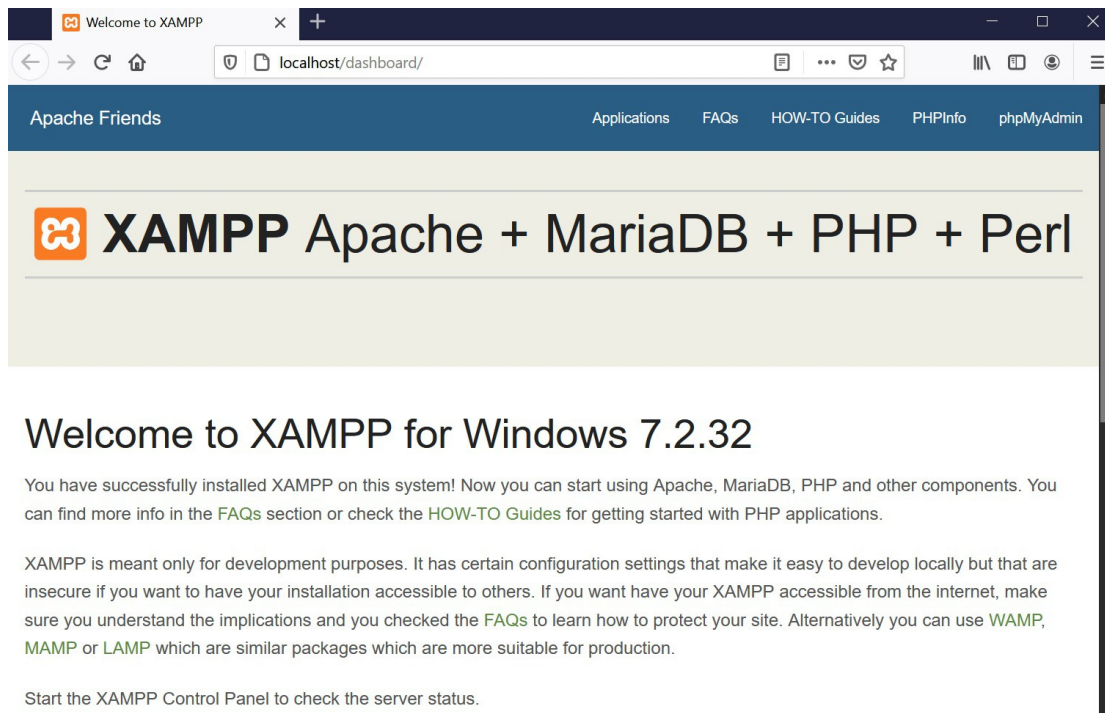 Welcome to XAMPP
localhost/dashboard/
Apache Friends
Applications FAQs HOW-TO Guides PHPInfo phpMyAdmin
XAMPP Apache + MariaDB + PHP + Perl
Welcome to XAMPP for Windows 7.2.32
You have successfully installed XAMPP on this system! Now you can start using Apache, MariaDB, PHP and other components. You
can find more info in the FAQs section or check the HOW-TO Guides for getting started with PHP applications.
XAMPP is meant only for development purposes. It has certain configuration settings that make it easy to develop locally but that are
insecure if you want to have your installation accessible to others. If you want have your XAMPP accessible from the internet, make
sure you understand the implications and you checked the FAQs to learn how to protect your site. Alternatively you can use WAMP,
MAMP or LAMP which are similar packages which are more suitable for production.
Start the XAMPP Control Panel to check the server status.